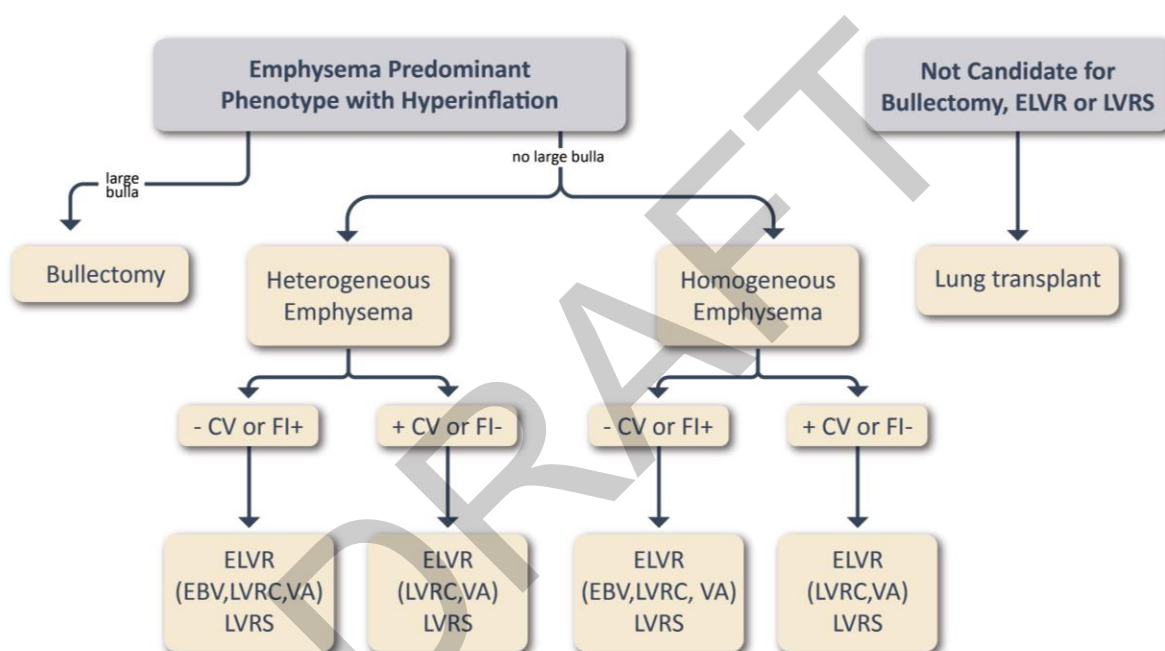 Emphysema Predominant
Phenotype with Hyperinflation
Not Candidate for
Bullectomy, ELVR or LVRS
large
bulla
no large bulla
Bullectomy
Heterogeneous
Emphysema
Homogeneous
Emphysema
Lung transplant
- CV or FI+
+ CV or FI-
- CV or FI+
+ CV or FI-
ELVR
(EBV,LVRC,VA)
LVRS
ELVR
(LVRC,VA)
LVRS
ELVR
(EBV,LVRC, VA)
LVRS
ELVR
(LVRC,VA)
LVRS
DRAFT